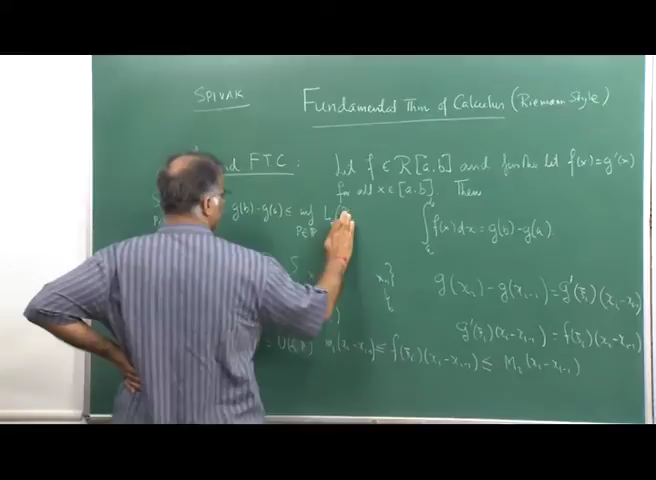 SPIVAK
Fundamental Thm of Calculus (Riemann Style)
nd FTC : Let f ∈ R[a,b] and further let f(x)=g'(x)
for all x ∈ [a,b]. Then
g(b)-g(a) ≤ inf L
P∈
∫ f(x)dx = g(b)-g(a).
g(x_i) - g(x_{i-1}) = g'(ξ_i)(x_i-x_{i-1})
g'(ξ_i)(x_i-x_{i-1}) = f(ξ_i)(x_i-x_{i-1})
m_i(x_i-x_{i-1}) ≤ f(ξ_i)(x_i-x_{i-1}) ≤ M_i(x_i-x_{i-1})